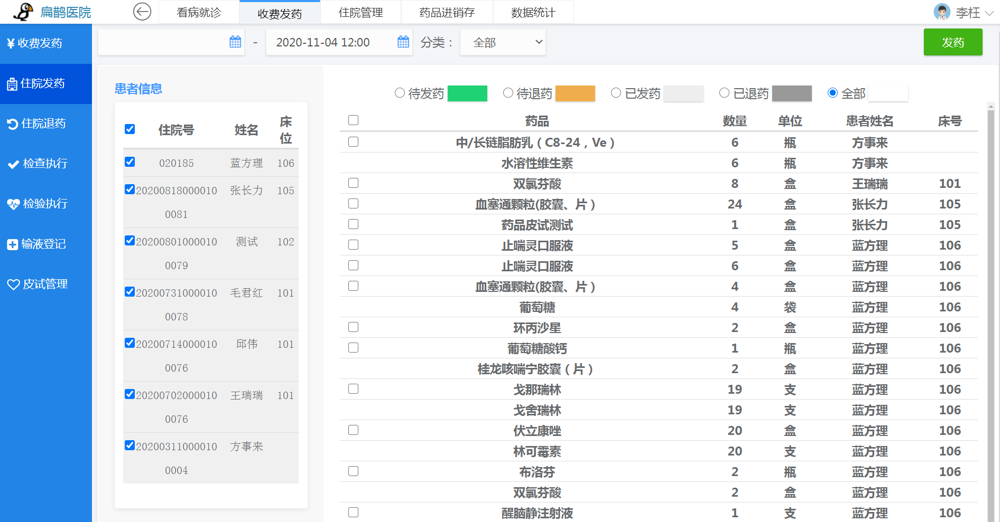 扁鹊医院 看病就诊 收费发药 住院管理 药品进销存 数据统计 李枉
¥ 收费发药
住院发药
住院退药
检查执行
检验执行
输液登记
皮试管理
- 2020-11-04 12:00 分类： 全部 发药
患者信息
住院号 姓名 床位
020185 蓝方理 106
20200818000010 张长力 105
0081
20200801000010 测试 102
0079
20200731000010 毛君红 101
0078
20200714000010 邱伟 101
0076
20200702000010 王瑞瑞 101
0076
20200311000010 方事来
0004
待发药 待退药 已发药 已退药 全部
药品 数量 单位 患者姓名 床号
中/长链脂肪乳（C8-24，Ve） 6 瓶 方事来
水溶性维生素 6 瓶 方事来
双氯芬酸 8 盒 王瑞瑞 101
血塞通颗粒(胶囊、片） 24 盒 张长力 105
药品皮试测试 1 盒 张长力 105
止喘灵口服液 5 盒 蓝方理 106
止喘灵口服液 6 盒 蓝方理 106
血塞通颗粒(胶囊、片） 4 盒 蓝方理 106
葡萄糖 4 袋 蓝方理 106
环丙沙星 2 盒 蓝方理 106
葡萄糖酸钙 1 瓶 蓝方理 106
桂龙咳喘宁胶囊（片） 2 盒 蓝方理 106
戈那瑞林 19 支 蓝方理 106
戈舍瑞林 19 支 蓝方理 106
伏立康唑 20 盒 蓝方理 106
林可霉素 20 支 蓝方理 106
布洛芬 2 瓶 蓝方理 106
双氯芬酸 2 盒 蓝方理 106
醒脑静注射液 1 支 蓝方理 106